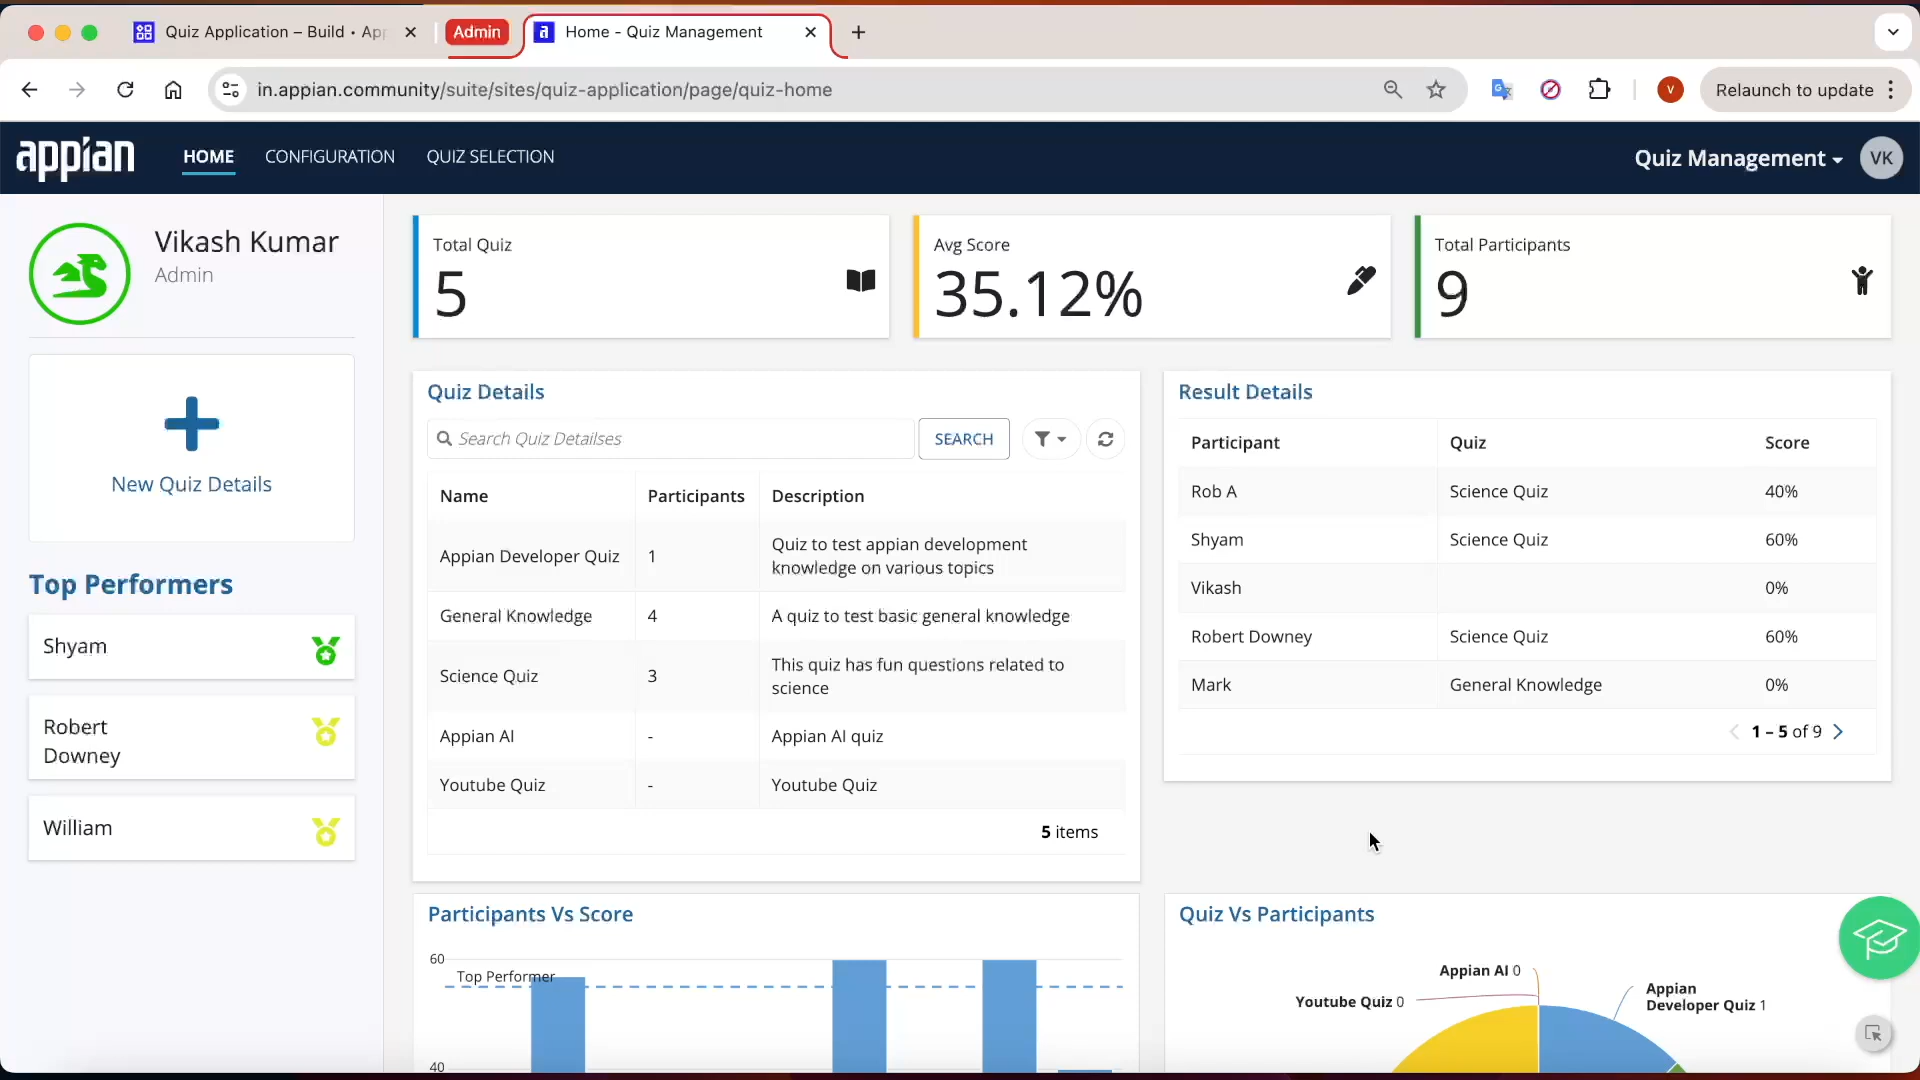 Quiz Application – Build • App
Admin
Home - Quiz Management
in.appian.community/suite/sites/quiz-application/page/quiz-home
V
Relaunch to update
appian
HOME
CONFIGURATION
QUIZ SELECTION
Quiz Management
VK
Vikash Kumar
Admin
New Quiz Details
Top Performers
Shyam
Robert
Downey
William
Total Quiz
5
Avg Score
35.12%
Total Participants
9
Quiz Details
Search Quiz Detailses
SEARCH
Name Participants Description
Appian Developer Quiz 1 Quiz to test appian development
knowledge on various topics
General Knowledge 4 A quiz to test basic general knowledge
Science Quiz 3 This quiz has fun questions related to
science
Appian AI - Appian AI quiz
Youtube Quiz - Youtube Quiz
5 items
Result Details
Participant Quiz Score
Rob A Science Quiz 40%
Shyam Science Quiz 60%
Vikash 0%
Robert Downey Science Quiz 60%
Mark General Knowledge 0%
1 – 5 of 9
Participants Vs Score
60
Top Performer
40
Quiz Vs Participants
Appian AI 0
Youtube Quiz 0
Appian
Developer Quiz 1